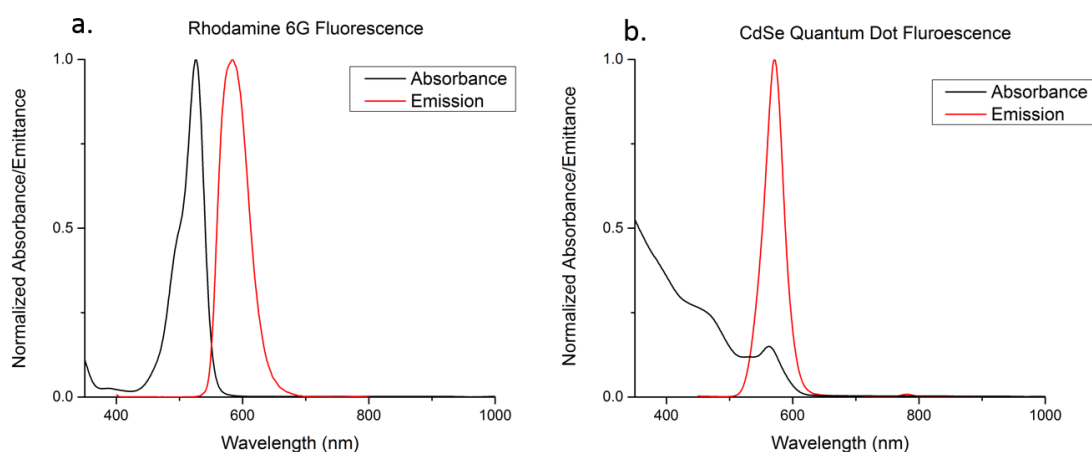 a.
Rhodamine 6G Fluorescence
Absorbance
Emission
Normalized Absorbance/Emittance
1.0
0.5
0.0
400
600
800
1000
Wavelength (nm)
b.
CdSe Quantum Dot Fluroescence
Absorbance
Emission
Normalized Absorbance/Emittance
1.0
0.5
0.0
400
600
800
1000
Wavelength (nm)